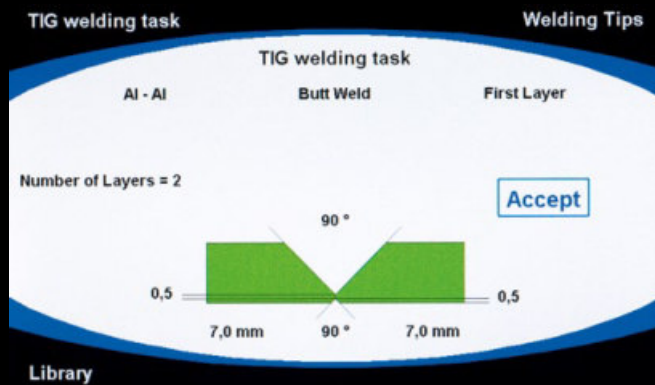 TIG welding task
Welding Tips
TIG welding task
Al - Al
Butt Weld
First Layer
Number of Layers = 2
Accept
90 °
0,5
0,5
7,0 mm
90 °
7,0 mm
Library